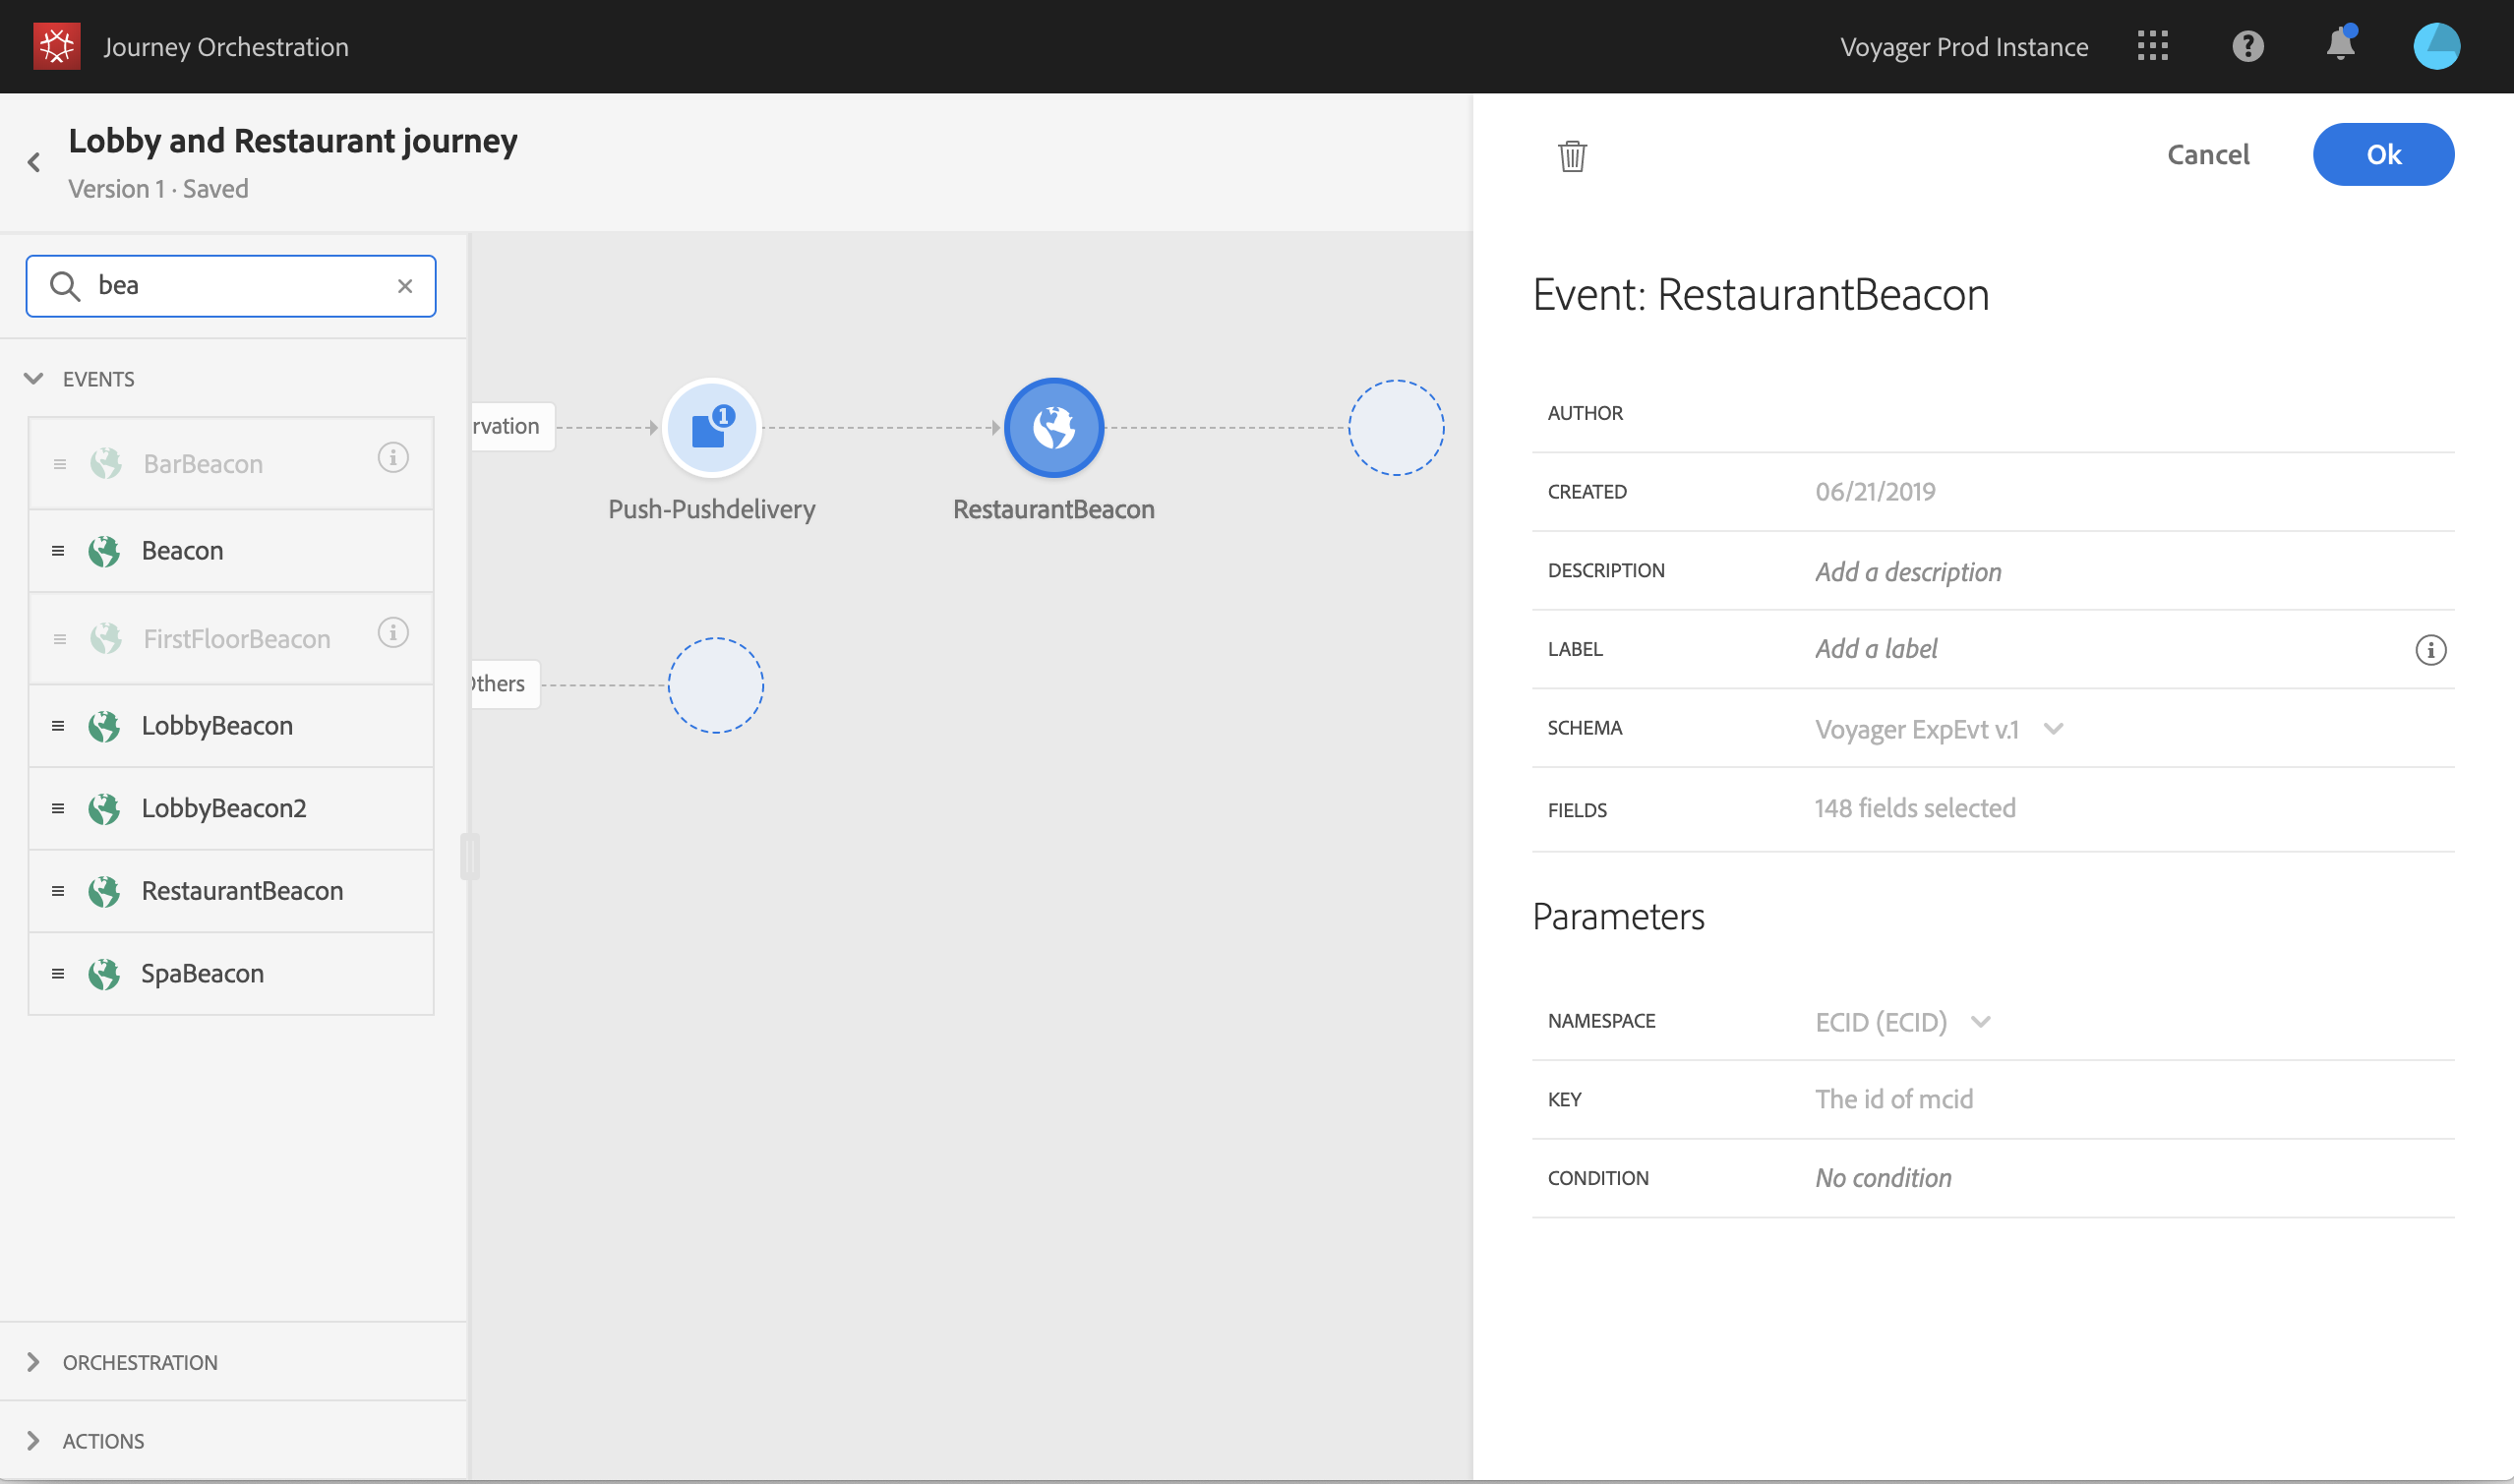 Journey Orchestration
Voyager Prod Instance
Lobby and Restaurant journey
Version 1 · Saved
Cancel
Ok
bea
EVENTS
BarBeacon
Beacon
FirstFloorBeacon
LobbyBeacon
LobbyBeacon2
RestaurantBeacon
SpaBeacon
ORCHESTRATION
ACTIONS
rvation
1
Push-Pushdelivery
RestaurantBeacon
Others
Event: RestaurantBeacon
AUTHOR
CREATED 06/21/2019
DESCRIPTION Add a description
LABEL Add a label
SCHEMA Voyager ExpEvt v.1
FIELDS 148 fields selected
Parameters
NAMESPACE ECID (ECID)
KEY The id of mcid
CONDITION No condition